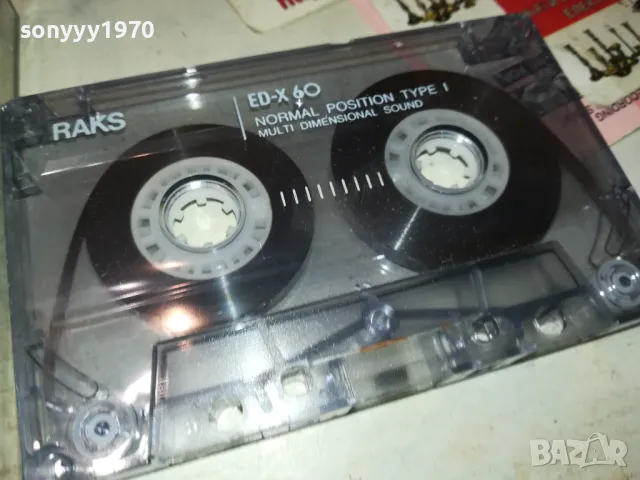 sonyyy1970
RAKS
ED-X 60
NORMAL POSITION TYPE I
MULTI DIMENSIONAL SOUND
BAZAR